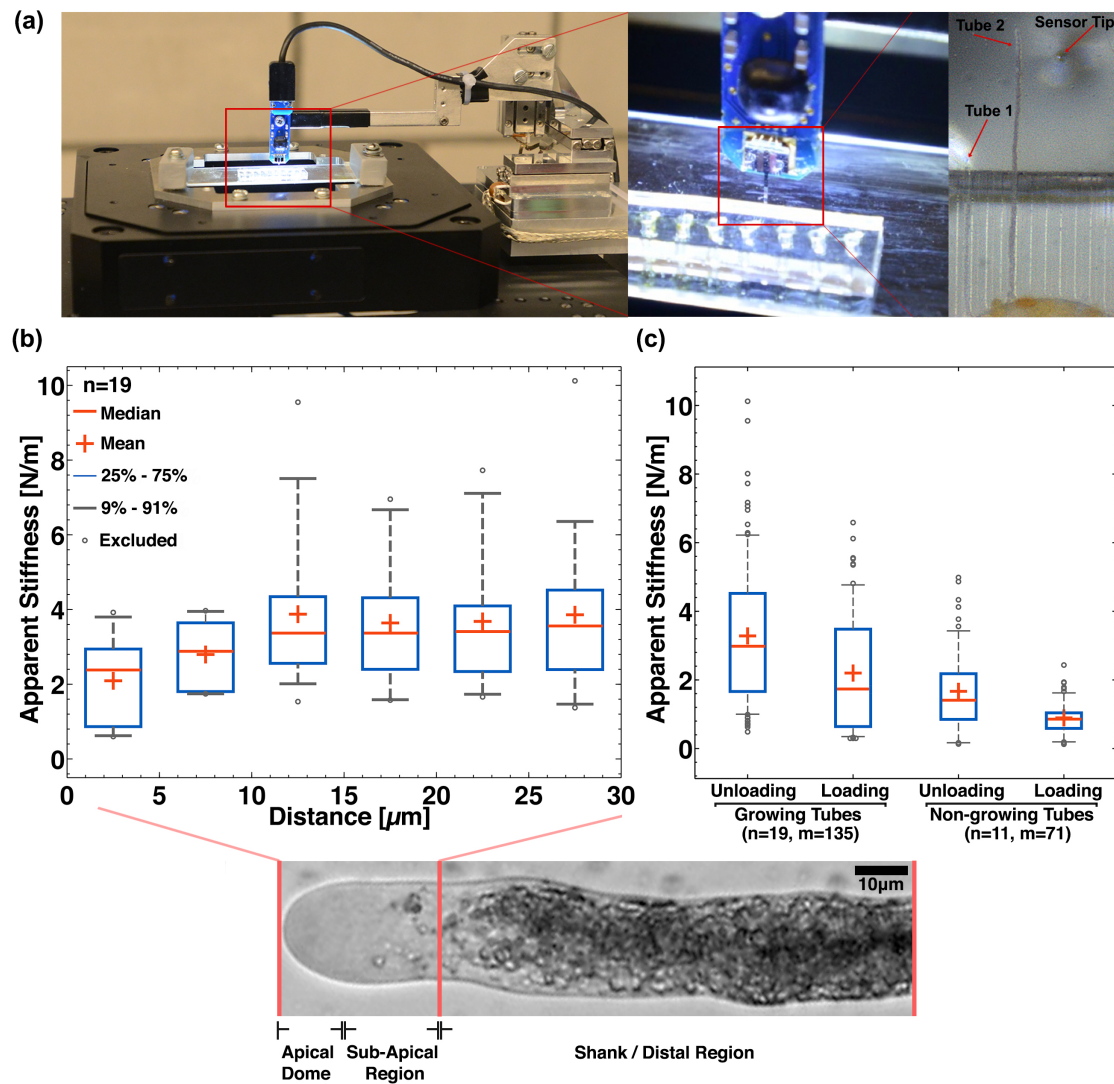 (a)
Tube 2
Sensor Tip
Tube 1
(b)
(c)
n=19
Median
Mean
25% - 75%
9% - 91%
Excluded
Apparent Stiffness [N/m]
10
8
6
4
2
0
0 5 10 15 20 25 30
Distance [µm]
Apparent Stiffness [N/m]
10
8
6
4
2
0
Unloading Loading Unloading Loading
Growing Tubes Non-growing Tubes
(n=19, m=135) (n=11, m=71)
10µm
Apical
Dome
Sub-Apical
Region
Shank / Distal Region